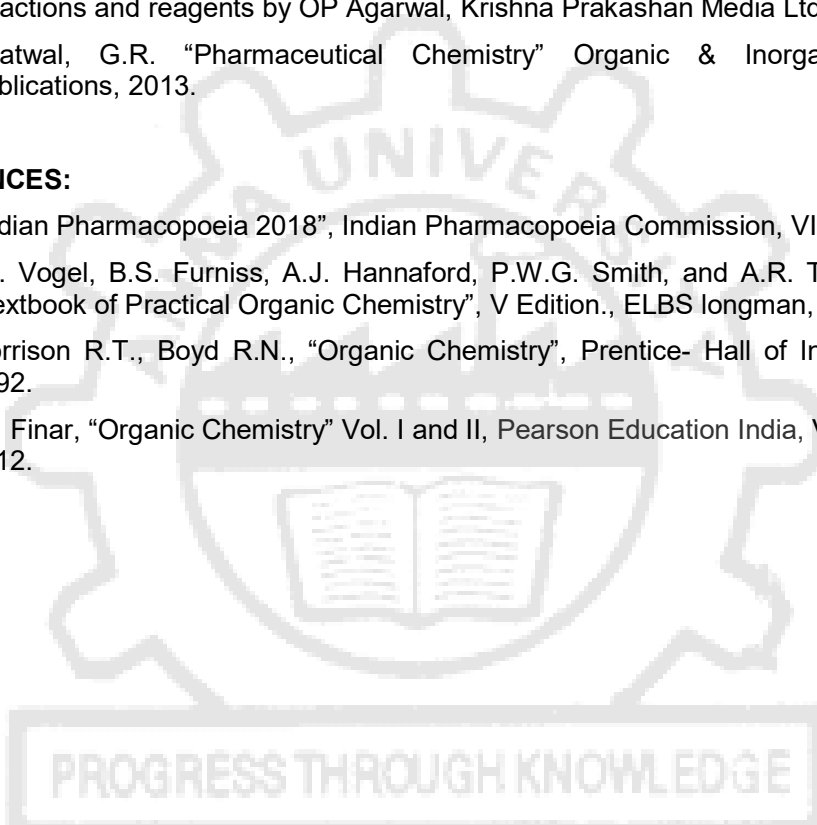 actions and reagents by OP Agarwal, Krishna Prakashan Media Ltd
atwal, G.R. “Pharmaceutical Chemistry” Organic & Inorga
blications, 2013.
NCES:
dian Pharmacopoeia 2018”, Indian Pharmacopoeia Commission, VI
. Vogel, B.S. Furniss, A.J. Hannaford, P.W.G. Smith, and A.R. T
extbook of Practical Organic Chemistry”, V Edition., ELBS longman,
orrison R.T., Boyd R.N., “Organic Chemistry”, Prentice- Hall of In
92.
Finar, “Organic Chemistry” Vol. I and II, Pearson Education India, V
12.
ANNA UNIVERSITY
PROGRESS THROUGH KNOWLEDGE